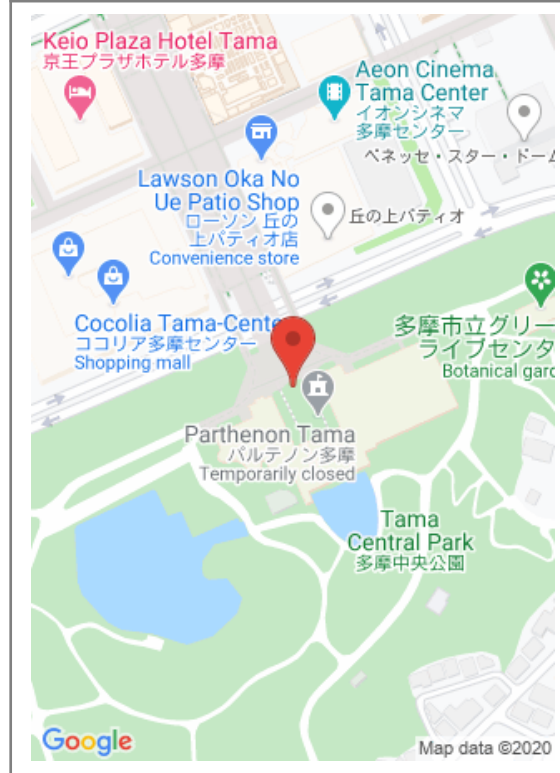 Keio Plaza Hotel Tama
京王プラザホテル多摩
Aeon Cinema
Tama Center
イオンシネマ
多摩センター
ベネッセ・スター・ドーム
Lawson Oka No
Ue Patio Shop
ローソン 丘の
上パティオ店
Convenience store
丘の上パティオ
Cocolia Tama-Center
ココリア多摩センター
Shopping mall
多摩市立グリー
ライブセンタ
Botanical gard
Parthenon Tama
パルテノン多摩
Temporarily closed
Tama
Central Park
多摩中央公園
Google
Map data ©2020